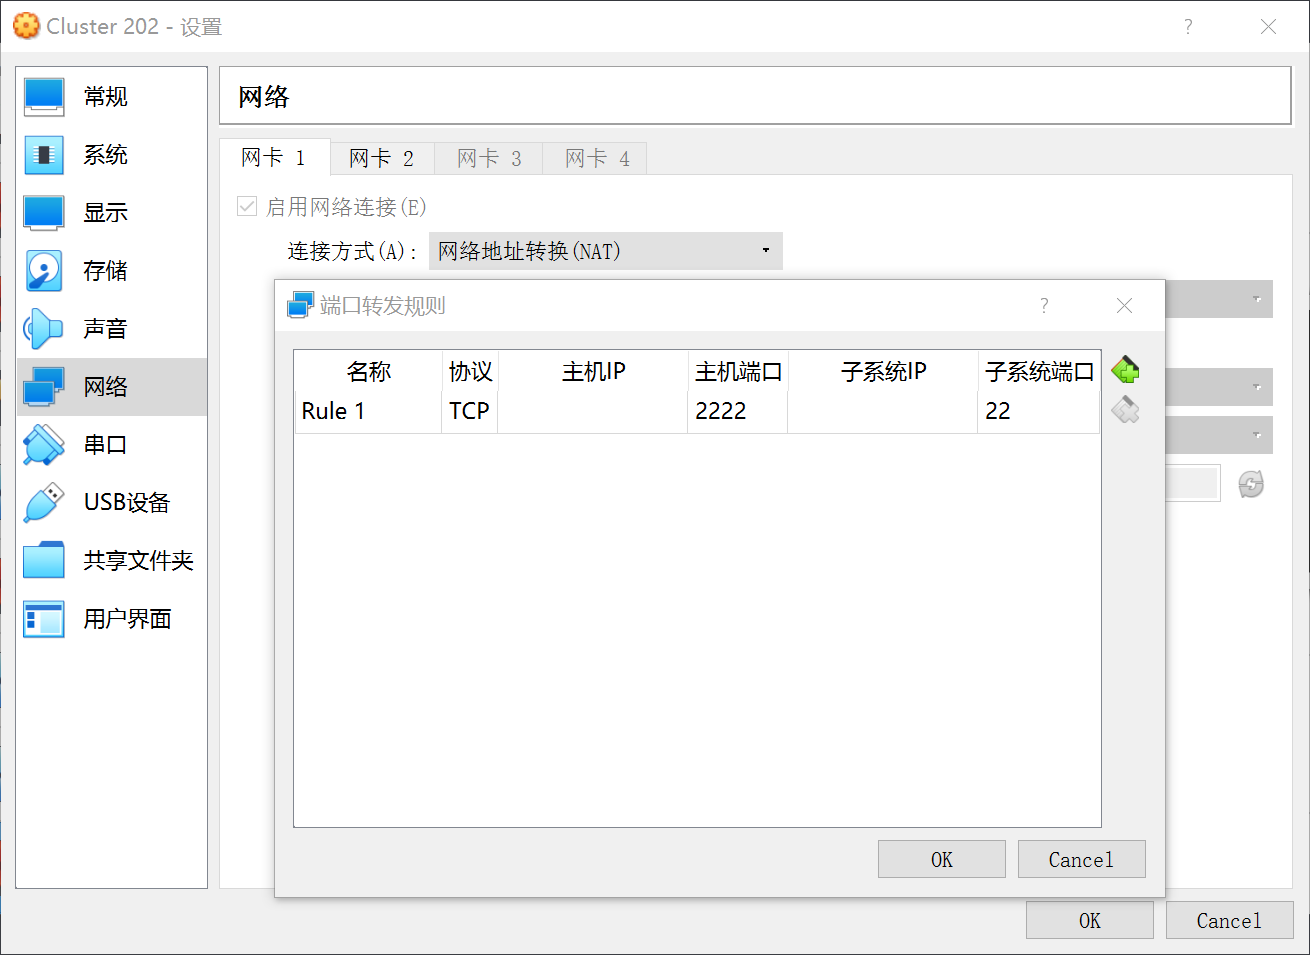 Cluster 202 - 设置
?
常规
系统
显示
存储
声音
网络
串口
USB设备
共享文件夹
用户界面
网络
网卡 1 网卡 2 网卡 3 网卡 4
启用网络连接(E)
连接方式(A): 网络地址转换(NAT)
端口转发规则
?
名称 协议 主机IP 主机端口 子系统IP 子系统端口
Rule 1 TCP 2222 22
OK Cancel
OK Cancel